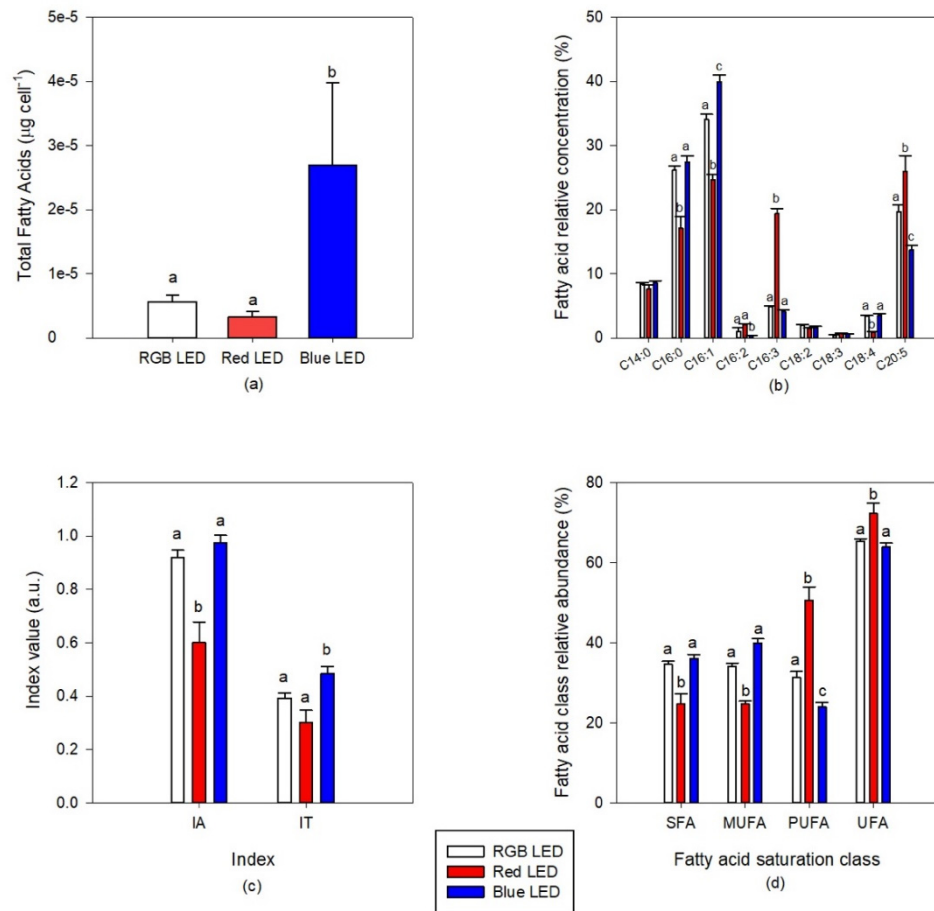 5e-5
4e-5
3e-5
2e-5
1e-5
0
Total Fatty Acids (µg cell⁻¹)
a
a
b
RGB LED Red LED Blue LED
(a)
50
40
30
20
10
0
Fatty acid relative concentration (%)
a b a
a b c
a a b
a b a
a b a
a b c
C14:0 C16:0 C16:1 C16:2 C16:3 C18:2 C18:3 C18:4 C20:5
(b)
1.2
1.0
0.8
0.6
0.4
0.2
0.0
Index value (a.u.)
a b a
a a b
IA IT
Index
(c)
80
60
40
20
0
Fatty acid class relative abundance (%)
a b a
a b a
a b c
a b a
SFA MUFA PUFA UFA
Fatty acid saturation class
(d)
RGB LED
Red LED
Blue LED